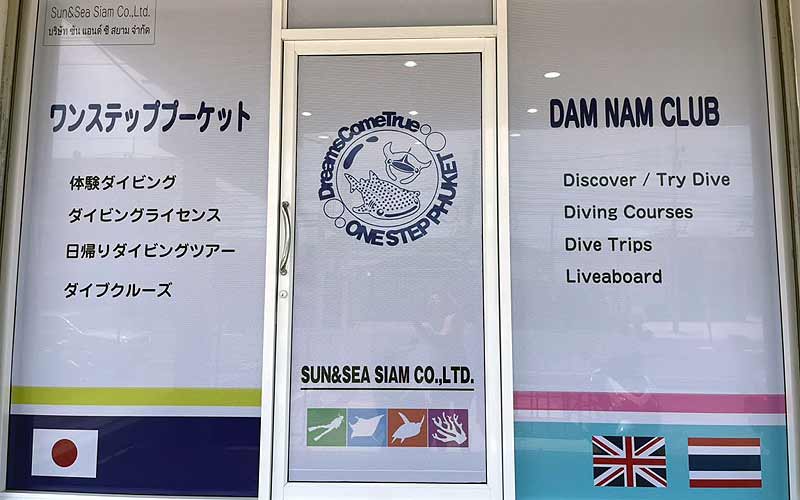 Sun&Sea Siam Co.,Ltd.
บริษัท ซัน แอนด์ ซี สยาม จำกัด
ワンステッププーケット
体験ダイビング
ダイビングライセンス
日帰りダイビングツアー
ダイブクルーズ
DreamsComeTrue
ONE STEP PHUKET
SUN&SEA SIAM CO.,LTD.
DAM NAM CLUB
Discover / Try Dive
Diving Courses
Dive Trips
Liveaboard